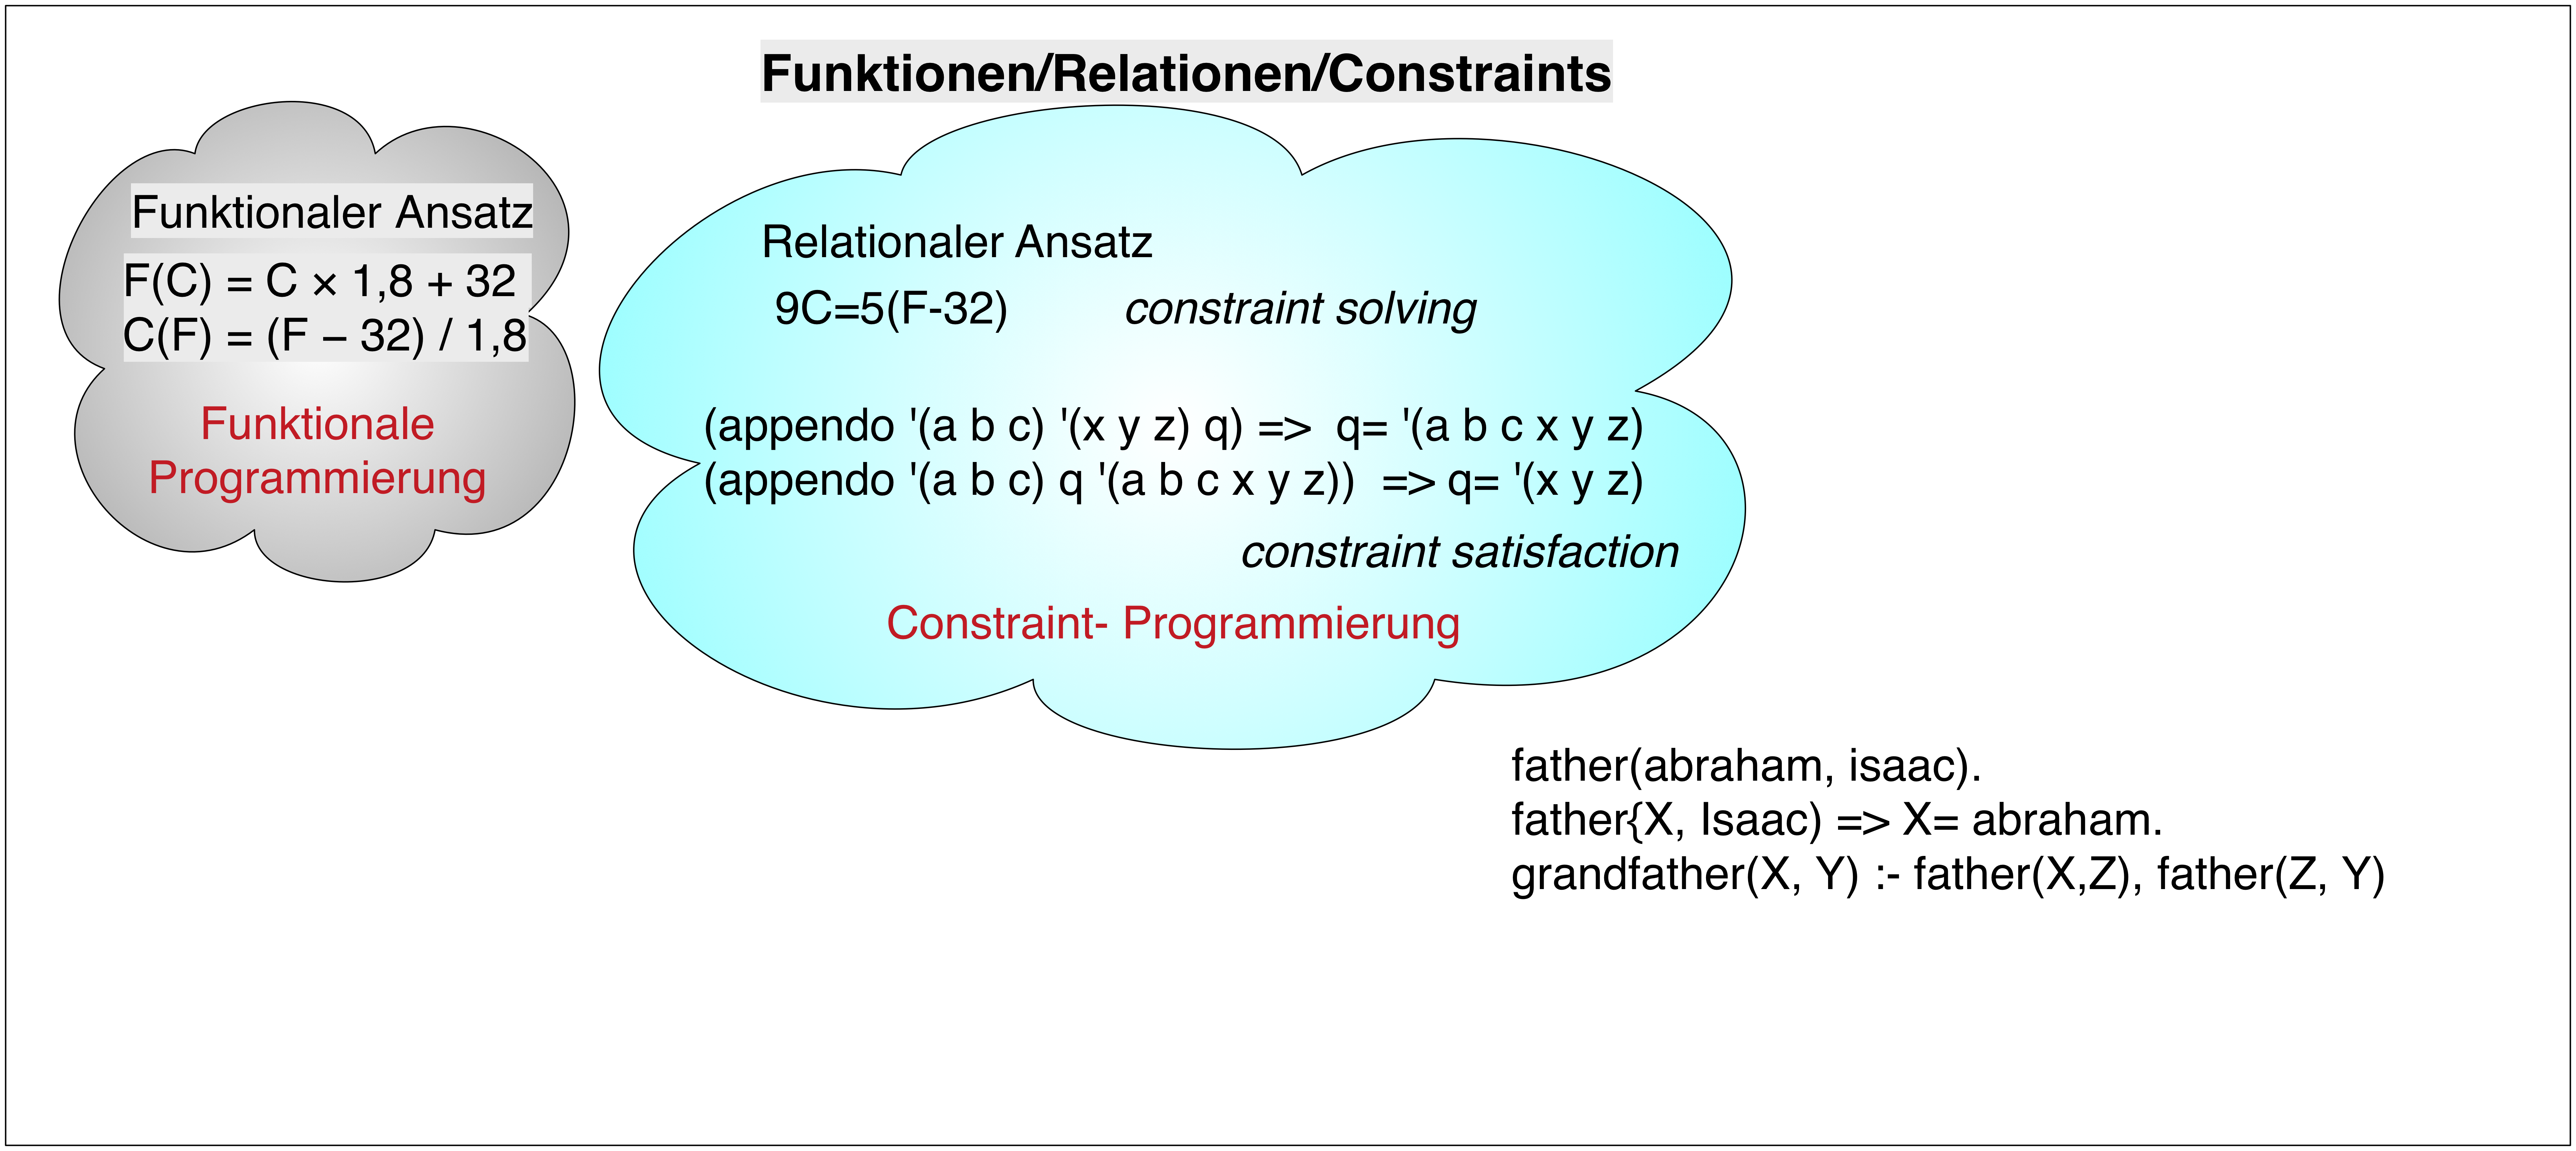 Funktionen/Relationen/Constraints
Funktionaler Ansatz
F(C) = C × 1,8 + 32
C(F) = (F – 32) / 1,8
Funktionale
Programmierung
Relationaler Ansatz
9C=5(F-32) constraint solving
(appendo '(a b c) '(x y z) q) => q= '(a b c x y z)
(appendo '(a b c) q '(a b c x y z)) => q= '(x y z)
constraint satisfaction
Constraint- Programmierung
father(abraham, isaac).
father{X, Isaac) => X= abraham.
grandfather(X, Y) :- father(X,Z), father(Z, Y)